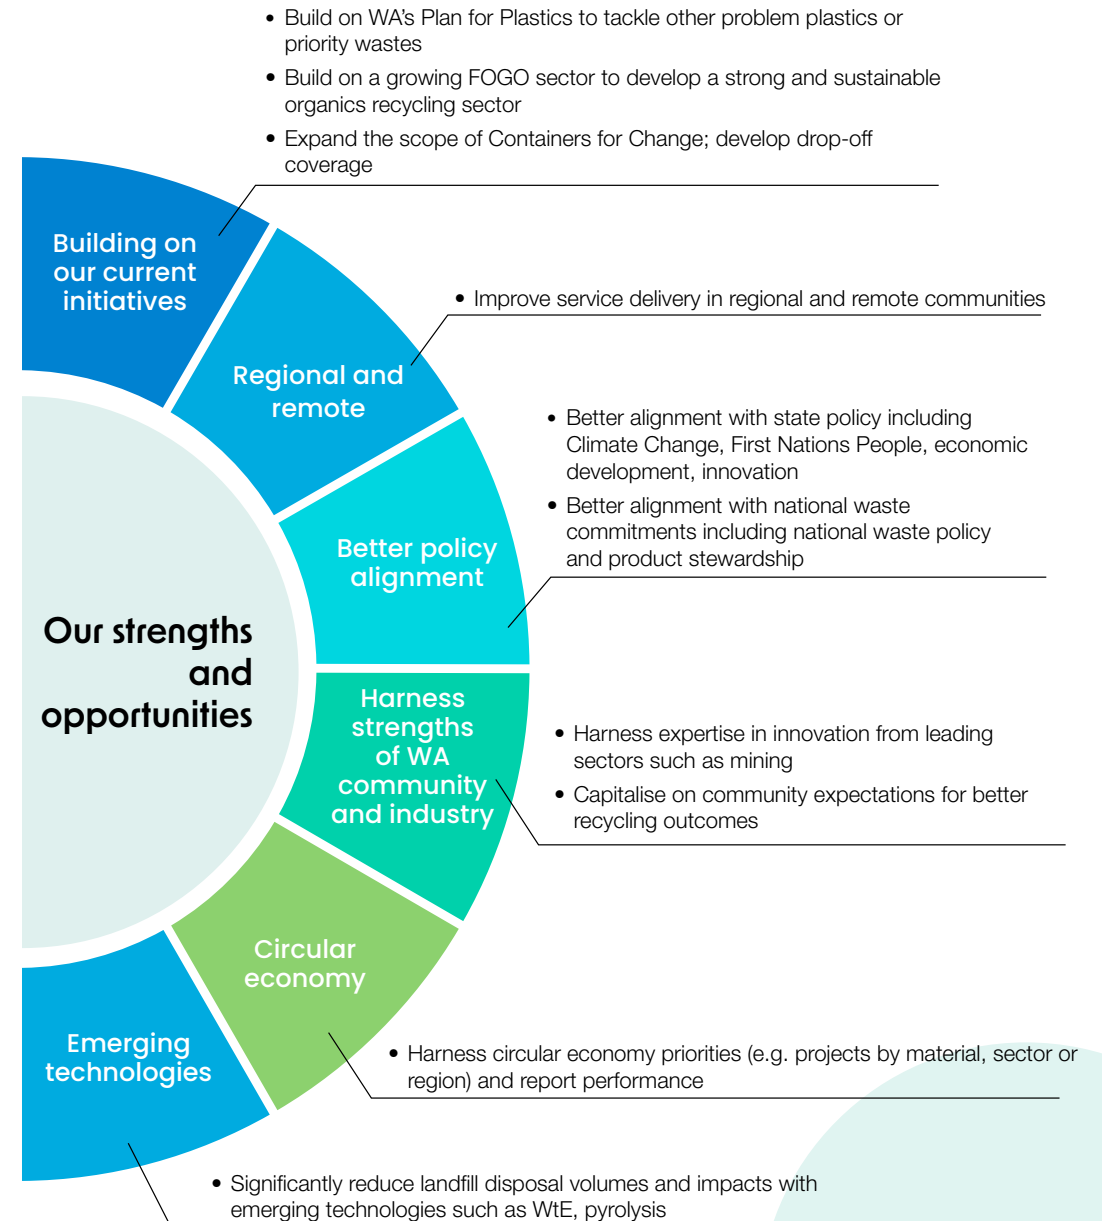 • Build on WA's Plan for Plastics to tackle other problem plastics or
priority wastes
• Build on a growing FOGO sector to develop a strong and sustainable
organics recycling sector
• Expand the scope of Containers for Change; develop drop-off
coverage
Building on
our current
initiatives
• Improve service delivery in regional and remote communities
Regional and
remote
• Better alignment with state policy including
Climate Change, First Nations People, economic
development, innovation
• Better alignment with national waste
commitments including national waste policy
and product stewardship
Better policy
alignment
Our strengths
and
opportunities
Harness
strengths
of WA
community
and industry
• Harness expertise in innovation from leading
sectors such as mining
• Capitalise on community expectations for better
recycling outcomes
Circular
economy
• Harness circular economy priorities (e.g. projects by material, sector or
region) and report performance
Emerging
technologies
• Significantly reduce landfill disposal volumes and impacts with
emerging technologies such as WtE, pyrolysis